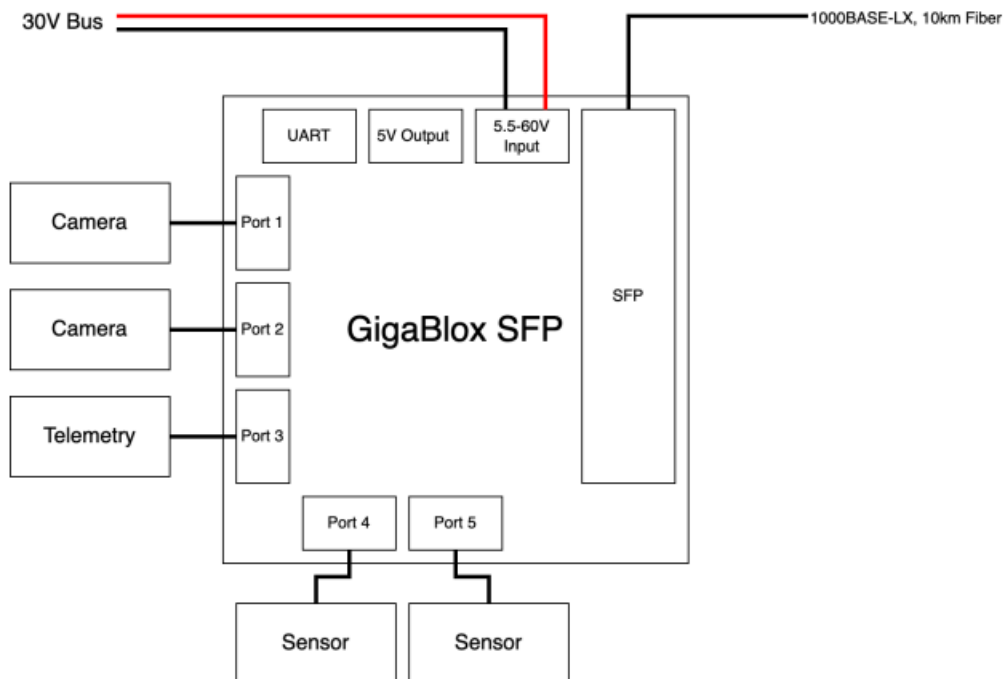 30V Bus
1000BASE-LX, 10km Fiber
UART
5V Output
5.5-60V
Input
Camera
Port 1
SFP
Camera
Port 2
GigaBlox SFP
Telemetry
Port 3
Port 4
Port 5
Sensor
Sensor